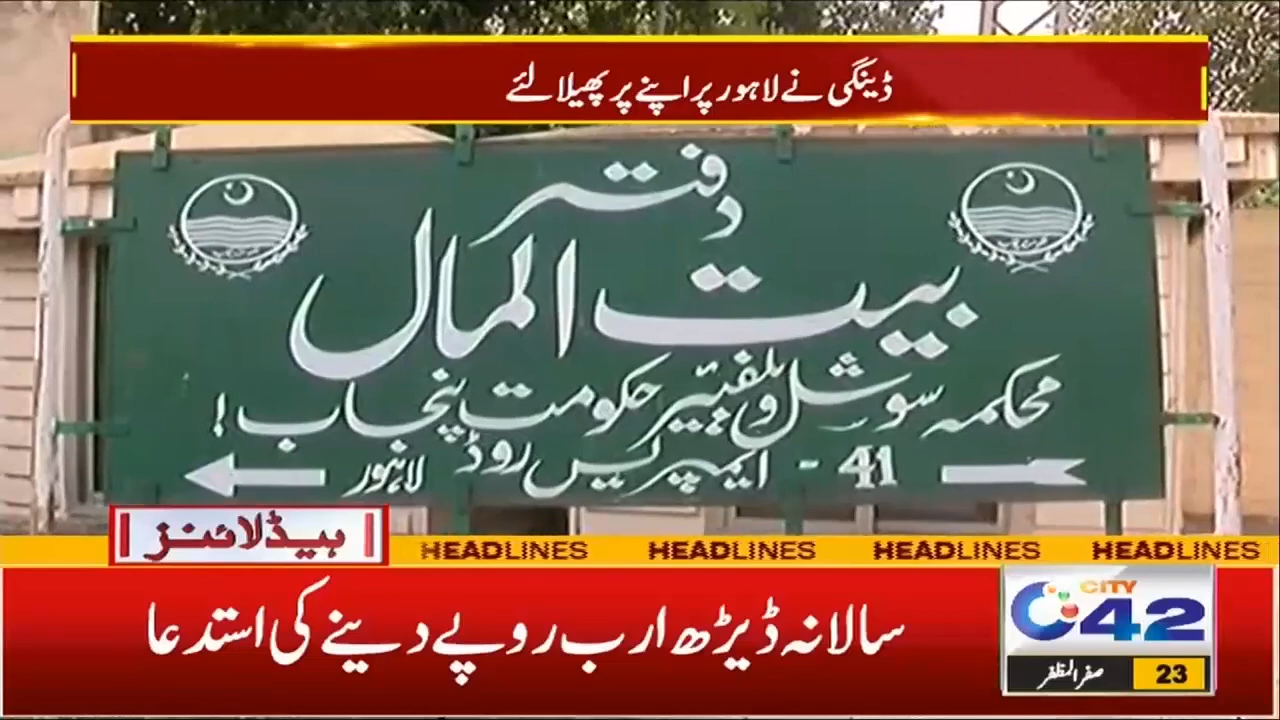 ڈینگی نے لاہور پر اپنے پر پھیلا لئے
دفتر
بیت المال
محکمہ سوشل ویلفیئر حکومت پنجاب !
41 - ایمپریس روڈ لاہور
ہیڈلائنز
HEADLINES HEADLINES HEADLINES HEADLINES
سالانہ ڈیڑھ ارب روپے دینے کی استدعا
CITY
42
صفر المظفر 23